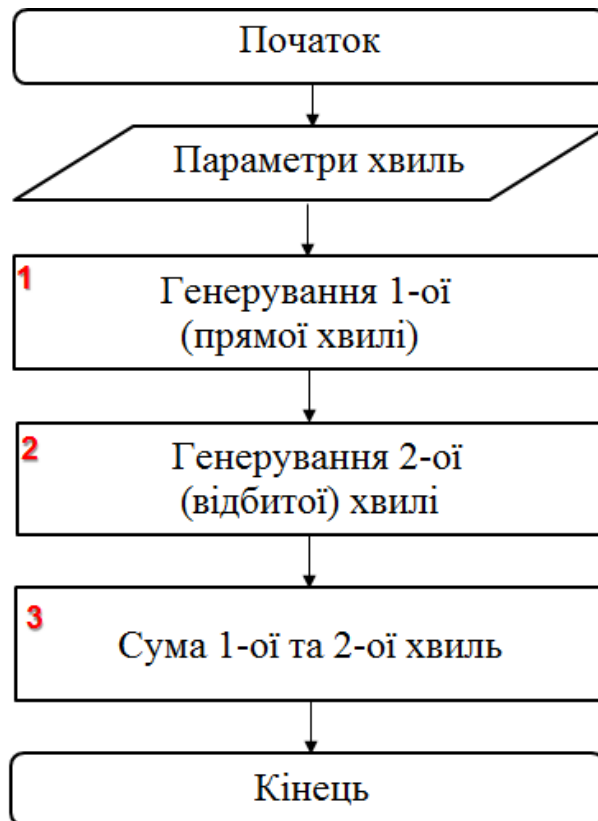 Початок
Параметри хвиль
1
Генерування 1-ої
(прямої хвилі)
2
Генерування 2-ої
(відбитої) хвилі
3
Сума 1-ої та 2-ої хвиль
Кінець